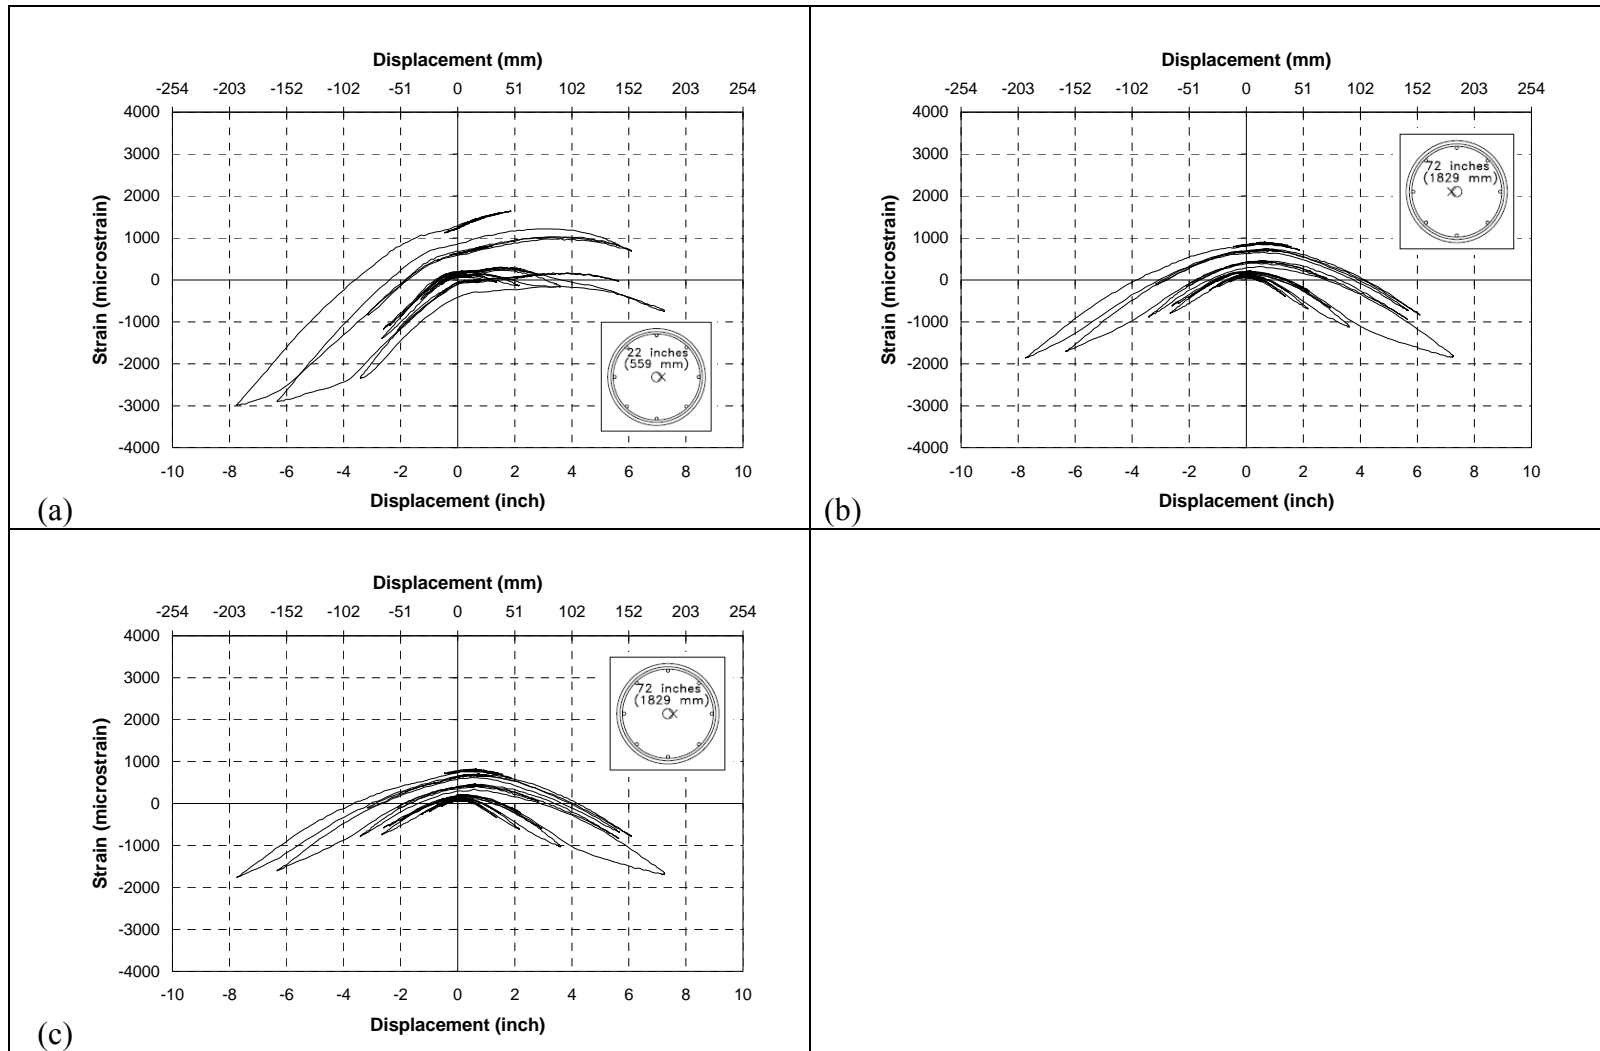 Displacement (mm)
-254 -203 -152 -102 -51 0 51 102 152 203 254
4000
3000
2000
1000
0
-1000
-2000
-3000
-4000
Strain (microstrain)
22 inches
(559 mm)
X
-10 -8 -6 -4 -2 0 2 4 6 8 10
Displacement (inch)
(a)
Displacement (mm)
-254 -203 -152 -102 -51 0 51 102 152 203 254
4000
3000
2000
1000
0
-1000
-2000
-3000
-4000
Strain (microstrain)
72 inches
(1829 mm)
X
-10 -8 -6 -4 -2 0 2 4 6 8 10
Displacement (inch)
(b)
Displacement (mm)
-254 -203 -152 -102 -51 0 51 102 152 203 254
4000
3000
2000
1000
0
-1000
-2000
-3000
-4000
Strain (microstrain)
72 inches
(1829 mm)
X
-10 -8 -6 -4 -2 0 2 4 6 8 10
Displacement (inch)
(c)